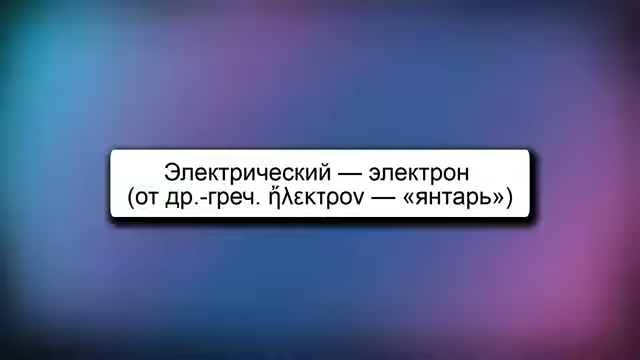 Электрический — электрон
(от др.-греч. ἤλεκτρον — «янтарь»)